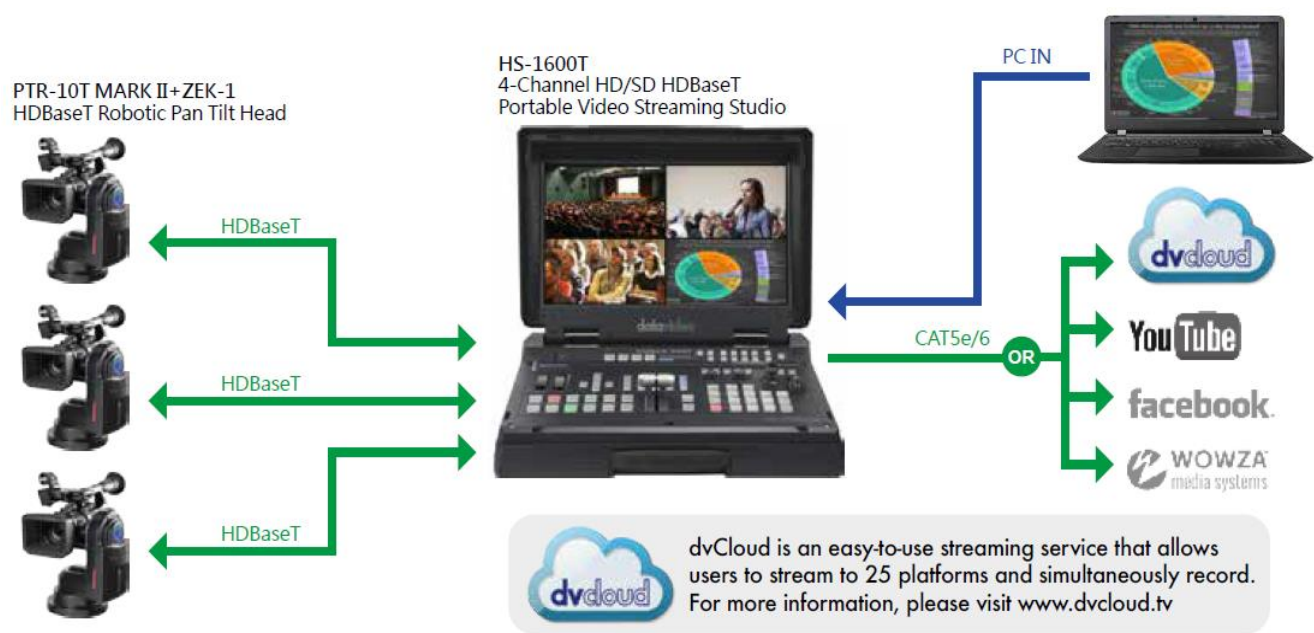 PTR-10T MARK II+ZEK-1
HDBaseT Robotic Pan Tilt Head
HDBaseT
HDBaseT
HDBaseT
HS-1600T
4-Channel HD/SD HDBaseT
Portable Video Streaming Studio
datavideo
PC IN
CAT5e/6
OR
dvcloud
YouTube
facebook.
WOWZA
media systems
dvcloud
dvCloud is an easy-to-use streaming service that allows
users to stream to 25 platforms and simultaneously record.
For more information, please visit www.dvcloud.tv